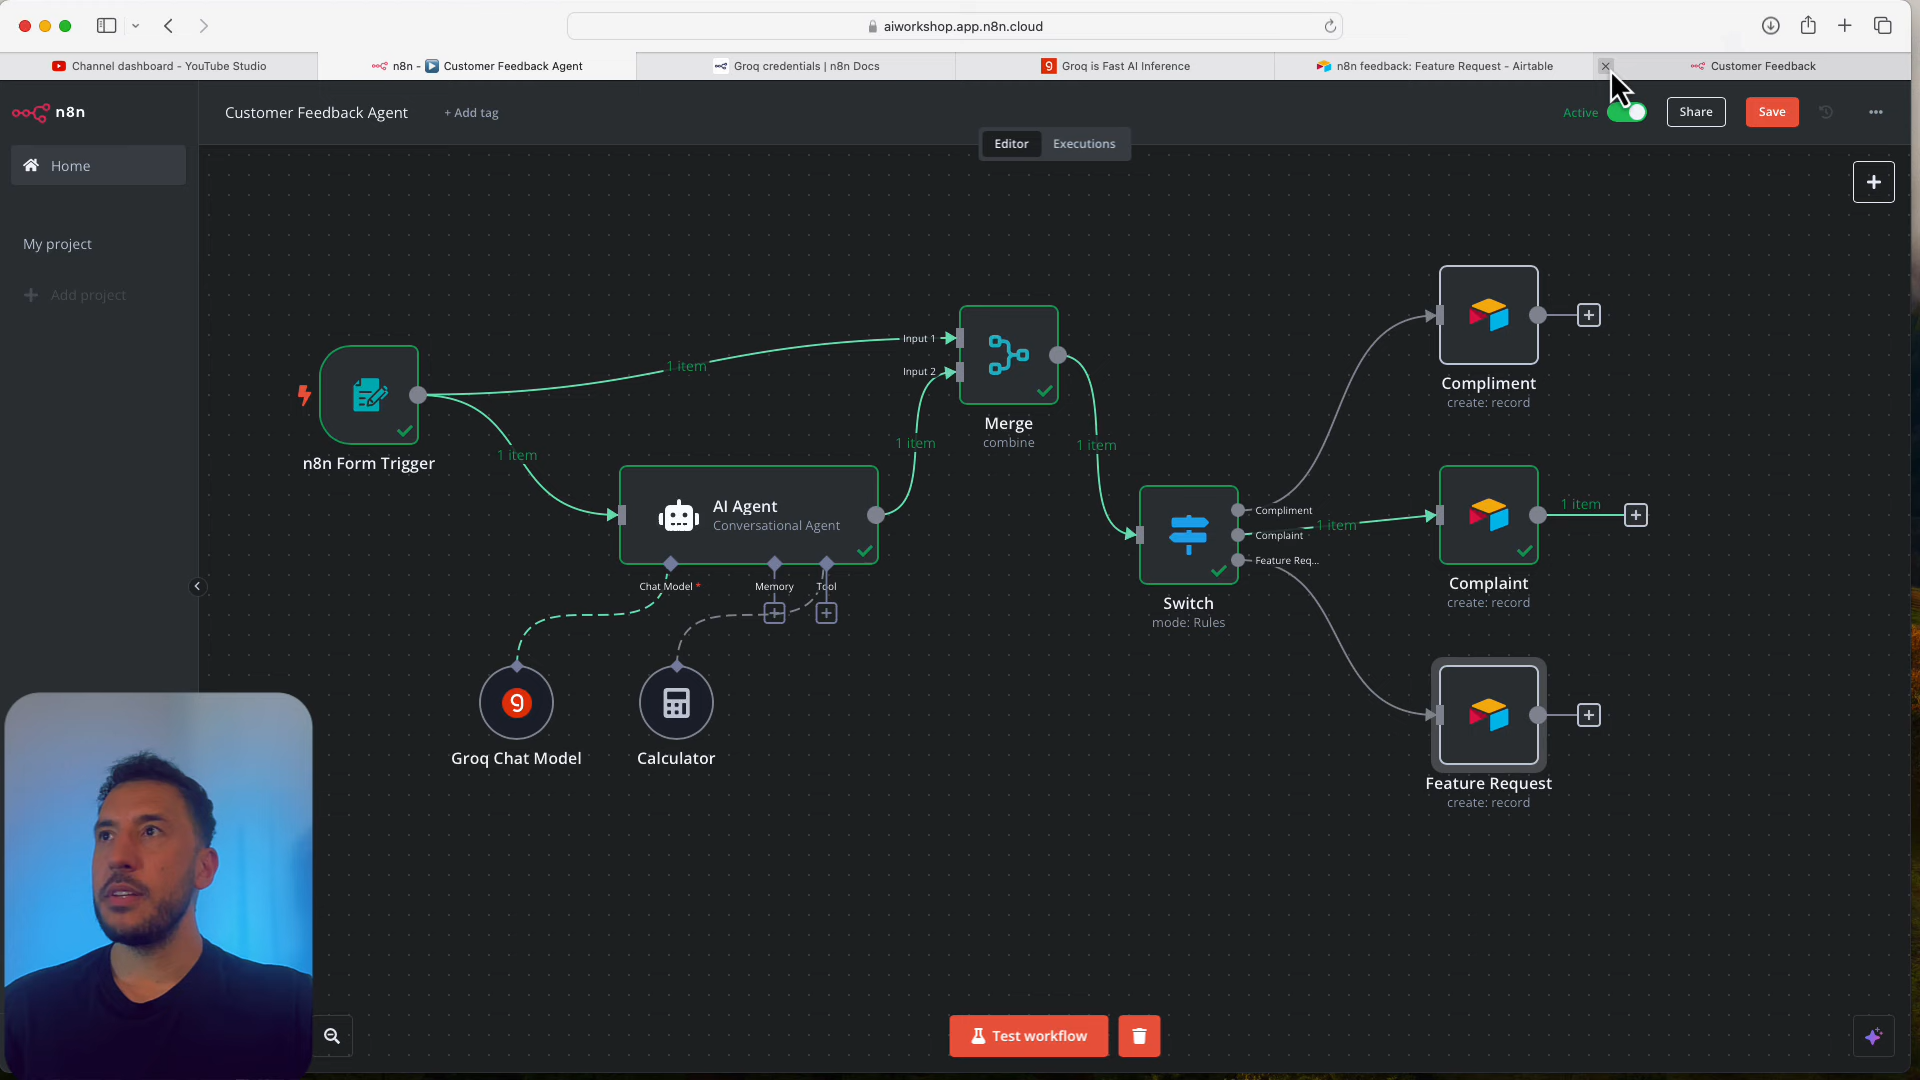 aiworkshop.app.n8n.cloud
Channel dashboard - YouTube Studio
n8n - ▶️ Customer Feedback Agent
Groq credentials | n8n Docs
Groq is Fast AI Inference
n8n feedback: Feature Request - Airtable
Customer Feedback
n8n
Customer Feedback Agent
+ Add tag
Active
Share
Save
Editor
Executions
Home
My project
Add project
Input 1
Input 2
1 item
1 item
1 item
1 item
1 item
1 item
n8n Form Trigger
Merge
combine
AI Agent
Conversational Agent
Chat Model *
Memory
Tool
Groq Chat Model
Calculator
Compliment
Complaint
Feature Req...
Switch
mode: Rules
Compliment
create: record
Complaint
create: record
Feature Request
create: record
Test workflow